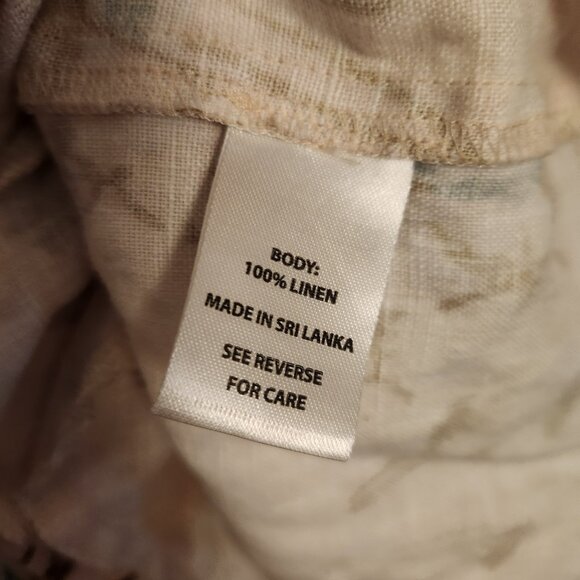 BODY:
100% LINEN
MADE IN SRI LANKA
SEE REVERSE
FOR CARE